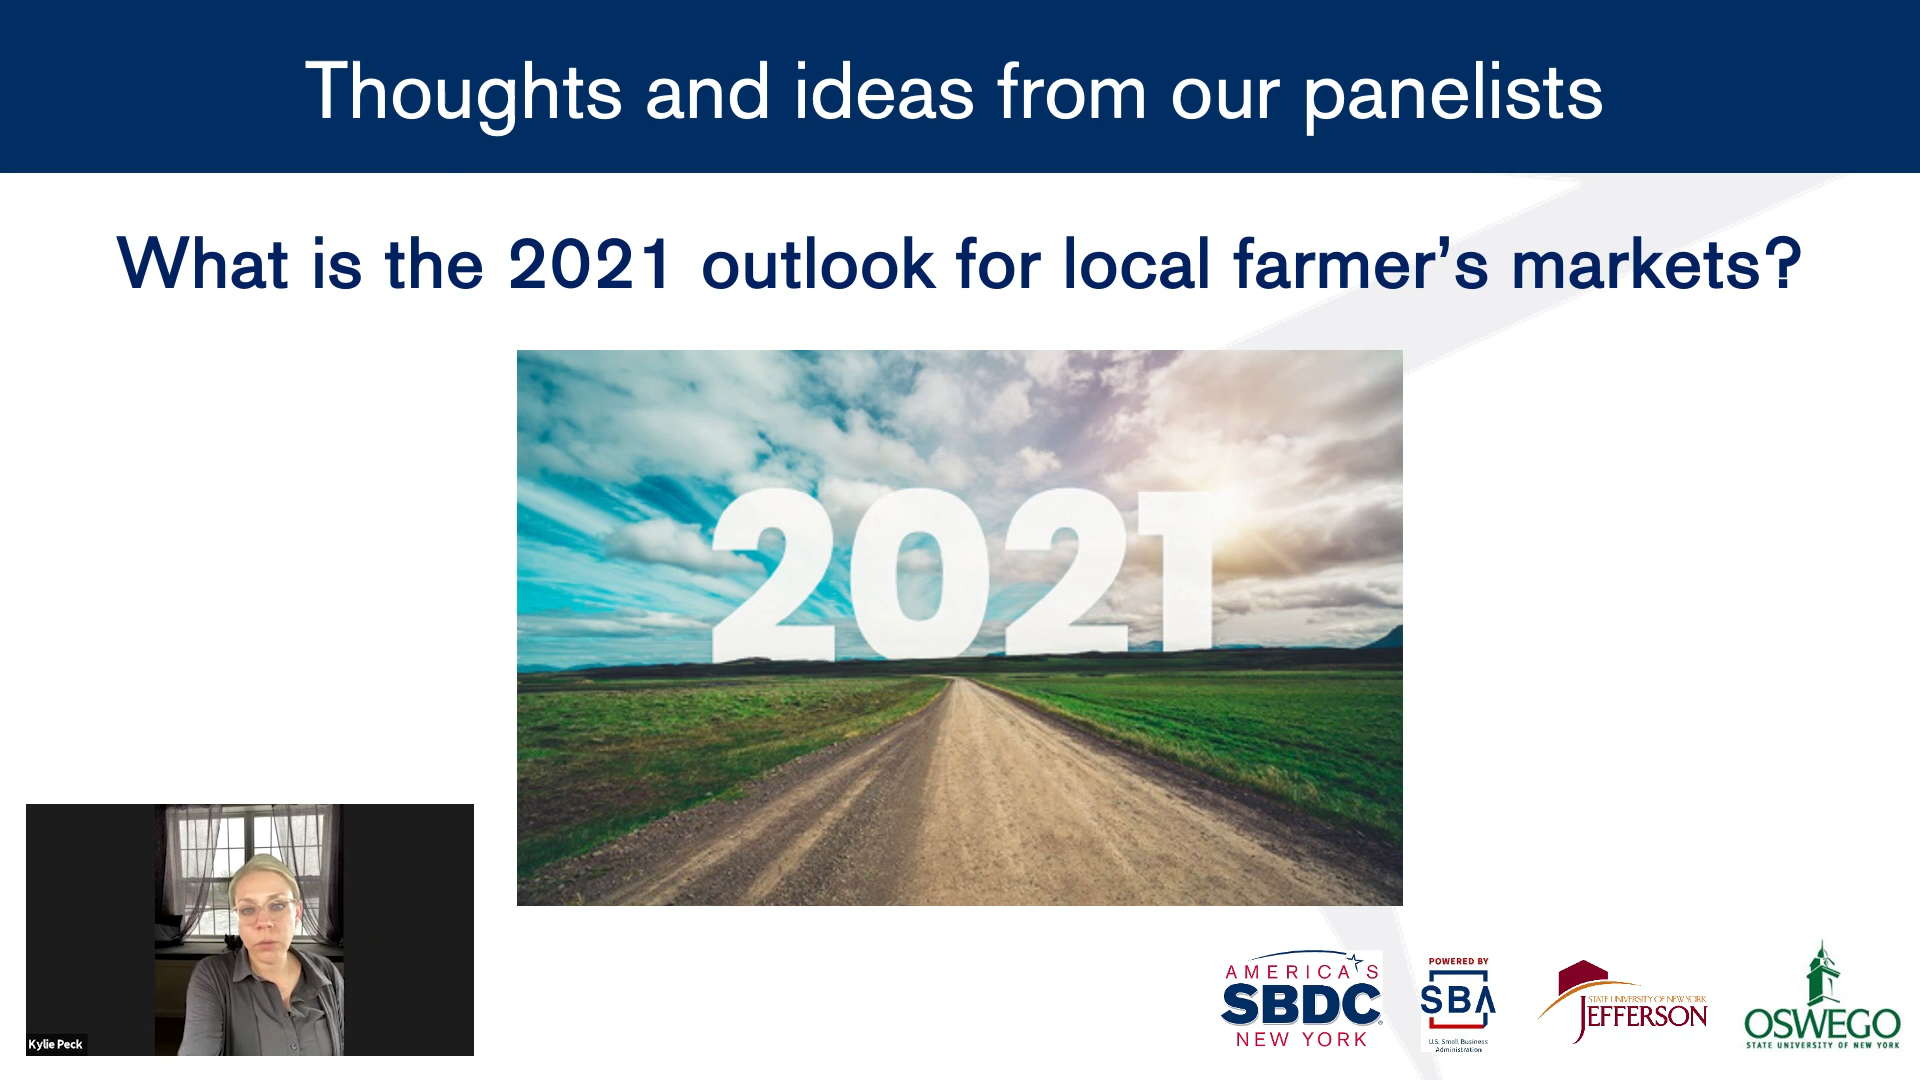 Thoughts and ideas from our panelists
What is the 2021 outlook for local farmer’s markets?
2021
Kylie Peck
AMERICA'S
SBDC
NEW YORK
POWERED BY
SBA
U.S. Small Business
Administration
STATE UNIVERSITY OF NEW YORK
JEFFERSON
OSWEGO
STATE UNIVERSITY OF NEW YORK